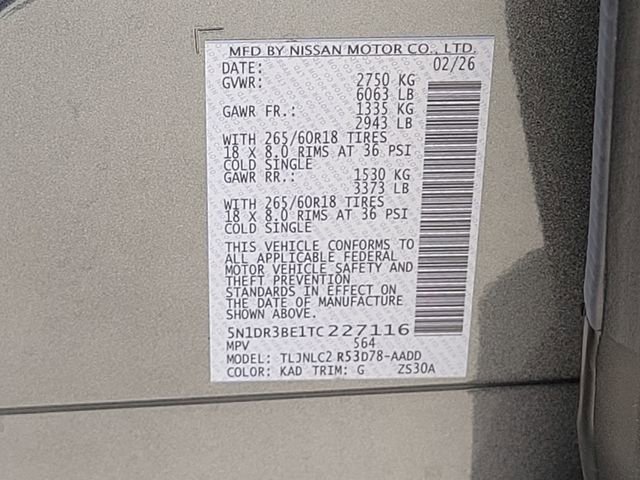 MFD BY NISSAN MOTOR CO., LTD.
DATE: 02/26
GVWR: 2750 KG
6063 LB
GAWR FR.: 1335 KG
2943 LB
WITH 265/60R18 TIRES
18 X 8.0 RIMS AT 36 PSI
COLD SINGLE
GAWR RR.: 1530 KG
3373 LB
WITH 265/60R18 TIRES
18 X 8.0 RIMS AT 36 PSI
COLD SINGLE
THIS VEHICLE CONFORMS TO
ALL APPLICABLE FEDERAL
MOTOR VEHICLE SAFETY AND
THEFT PREVENTION
STANDARDS IN EFFECT ON
THE DATE OF MANUFACTURE
SHOWN ABOVE.
5N1DR3BE1TC227116
MPV 564
MODEL: TLJNLC2 R53D78-AADD
COLOR: KAD TRIM: G ZS30A